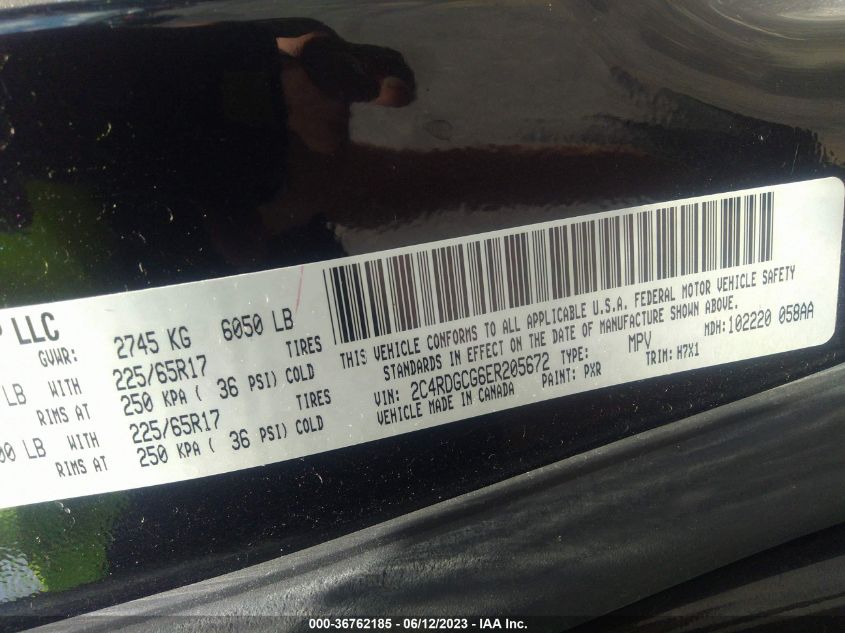 P LLC
GVWR: 2745 KG 6050 LB
LB WITH 225/65R17 TIRES
RIMS AT 250 KPA ( 36 PSI) COLD
00 LB WITH 225/65R17 TIRES
RIMS AT 250 KPA ( 36 PSI) COLD
THIS VEHICLE CONFORMS TO ALL APPLICABLE U.S.A. FEDERAL MOTOR VEHICLE SAFETY
STANDARDS IN EFFECT ON THE DATE OF MANUFACTURE SHOWN ABOVE.
MDH: 102220 058AA
VIN: 2C4RDGCG6ER205672 TYPE: MPV
VEHICLE MADE IN CANADA PAINT: PXR TRIM: H7X1
000-36762185 - 06/12/2023 - IAA Inc.